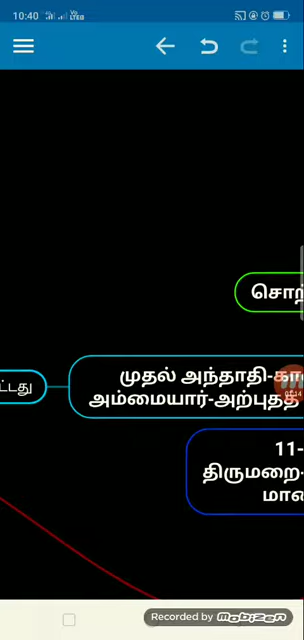 10:40
சொற்
முதல் அந்தாதி-கா
ட்டது
அம்மையார்-அற்புதத்
11-
திருமறை-
மாலை
Recorded by mobizen